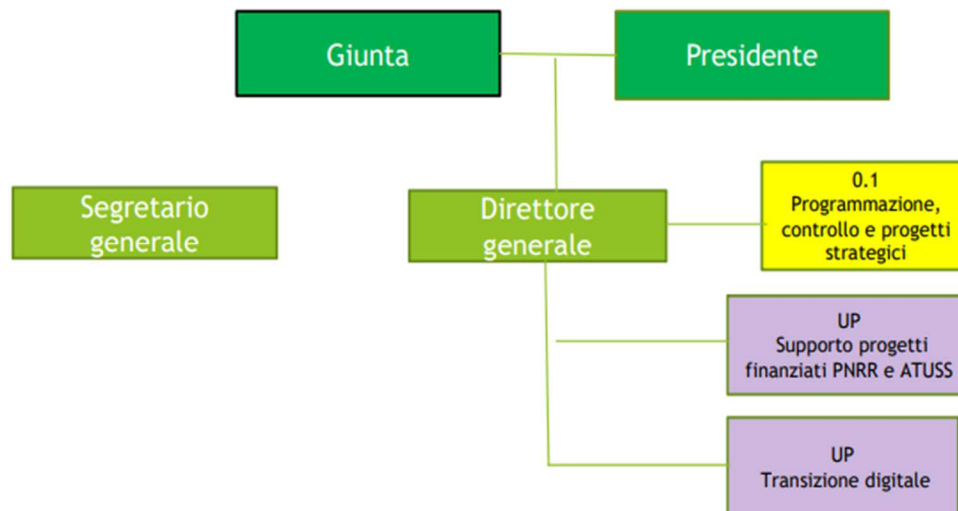 Giunta
Presidente
Segretario
generale
Direttore
generale
0.1
Programmazione,
controllo e progetti
strategici
UP
Supporto progetti
finanziati PNRR e ATUSS
UP
Transizione digitale